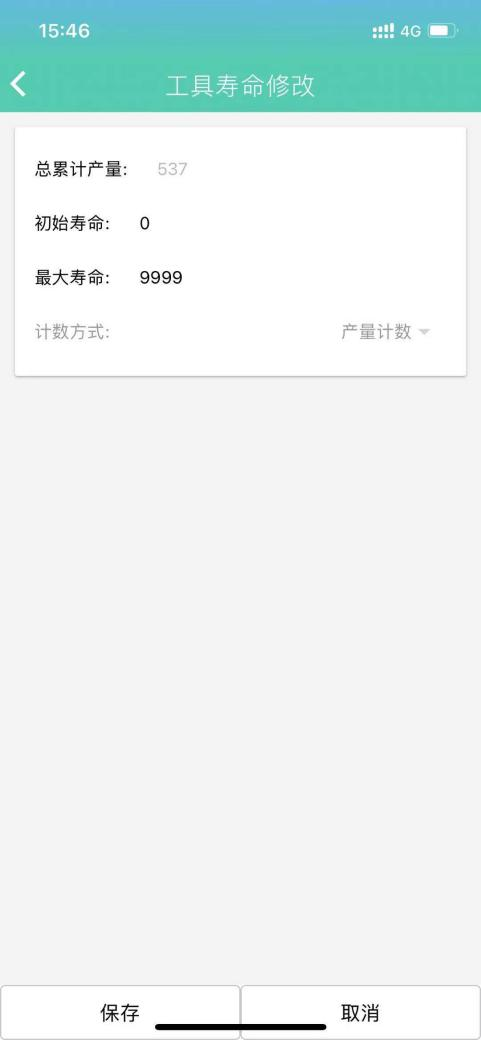 15:46 4G
工具寿命修改
总累计产量: 537
初始寿命: 0
最大寿命: 9999
计数方式: 产量计数
保存 取消